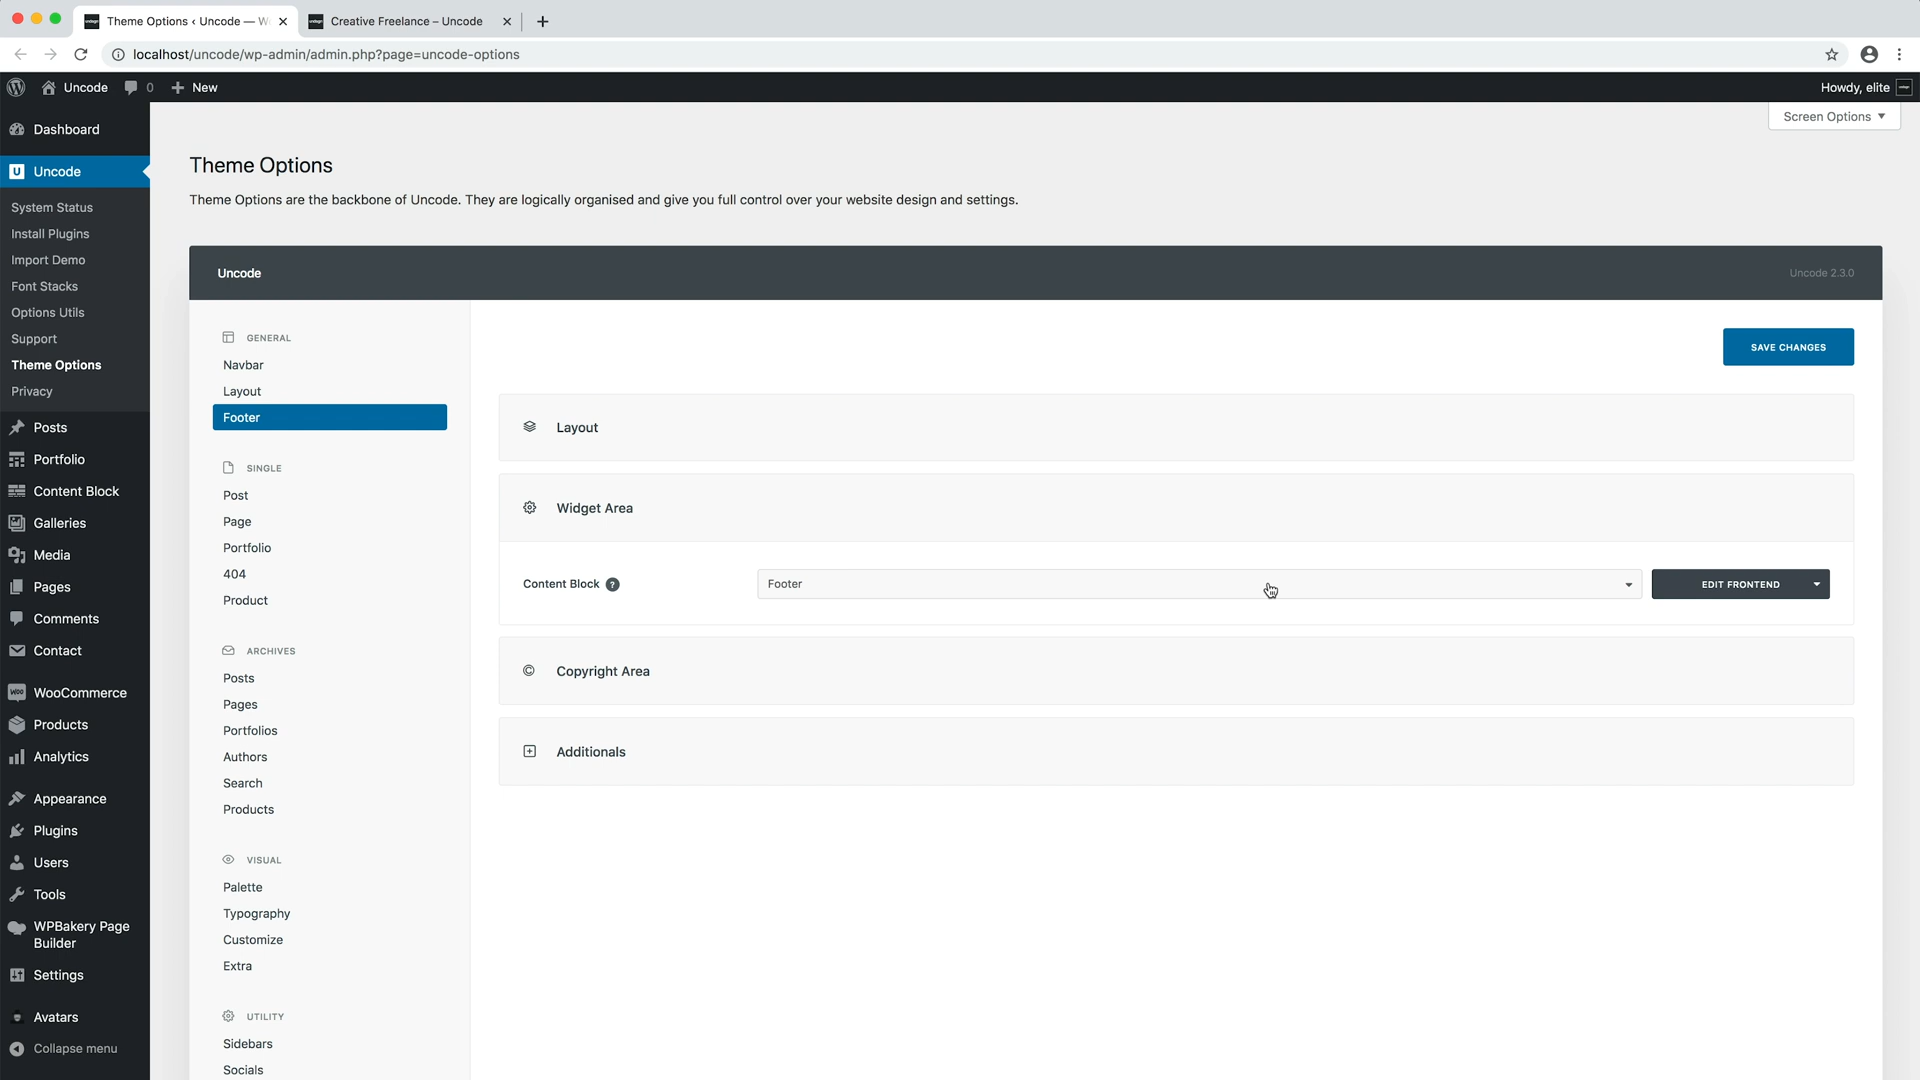 Theme Options ‹ Uncode — W
Creative Freelance – Uncode
localhost/uncode/wp-admin/admin.php?page=uncode-options
Uncode
0
New
Howdy, elite
Screen Options
Dashboard
Uncode
System Status
Install Plugins
Import Demo
Font Stacks
Options Utils
Support
Theme Options
Privacy
Posts
Portfolio
Content Block
Galleries
Media
Pages
Comments
Contact
WooCommerce
Products
Analytics
Appearance
Plugins
Users
Tools
WPBakery Page
Builder
Settings
Avatars
Collapse menu
Theme Options
Theme Options are the backbone of Uncode. They are logically organised and give you full control over your website design and settings.
Uncode
Uncode 2.3.0
GENERAL
Navbar
Layout
Footer
SINGLE
Post
Page
Portfolio
404
Product
ARCHIVES
Posts
Pages
Portfolios
Authors
Search
Products
VISUAL
Palette
Typography
Customize
Extra
UTILITY
Sidebars
Socials
SAVE CHANGES
Layout
Widget Area
Content Block ?
Footer
EDIT FRONTEND
Copyright Area
Additionals